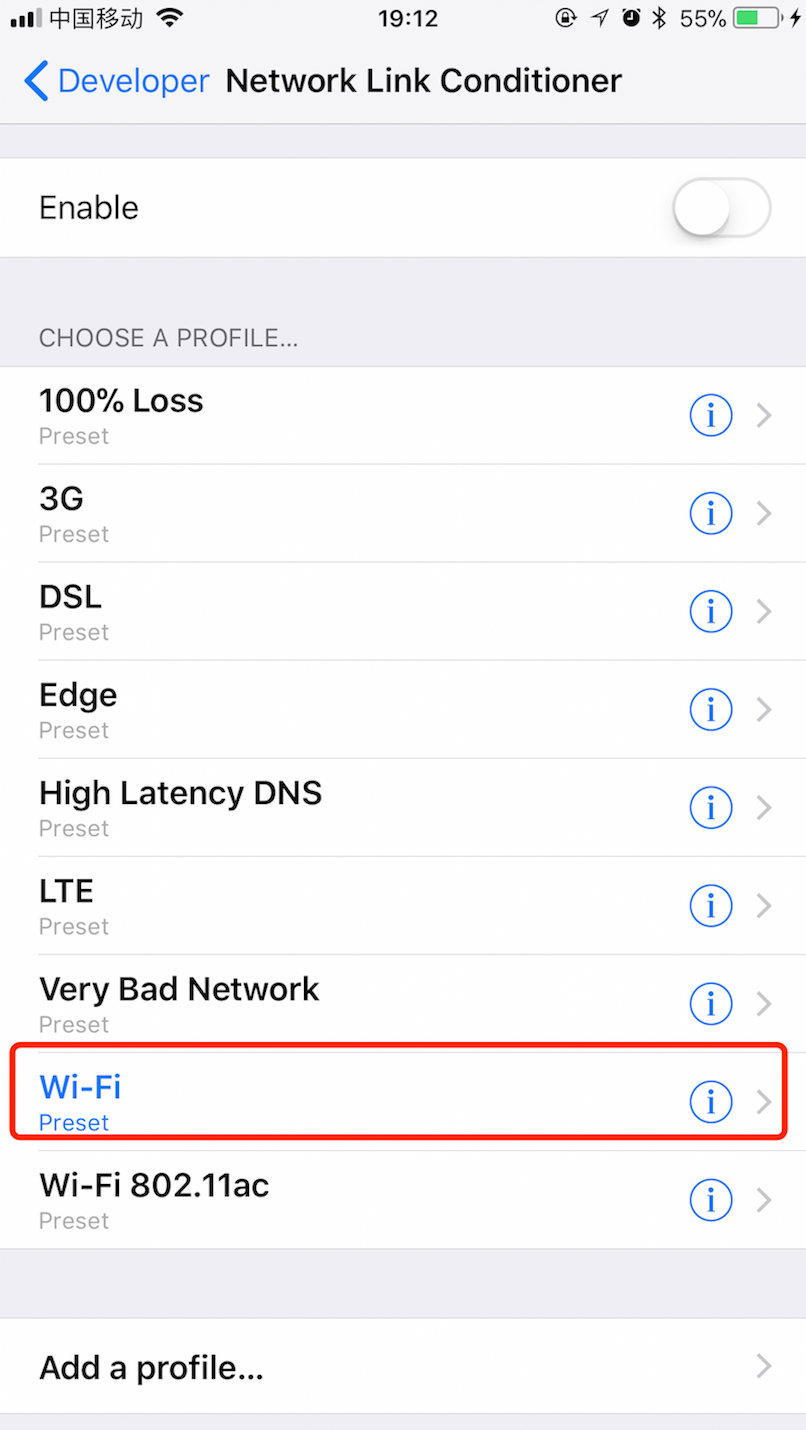 中国移动 19:12 55%
Developer Network Link Conditioner
Enable
CHOOSE A PROFILE...
100% Loss
Preset
3G
Preset
DSL
Preset
Edge
Preset
High Latency DNS
Preset
LTE
Preset
Very Bad Network
Preset
Wi-Fi
Preset
Wi-Fi 802.11ac
Preset
Add a profile...